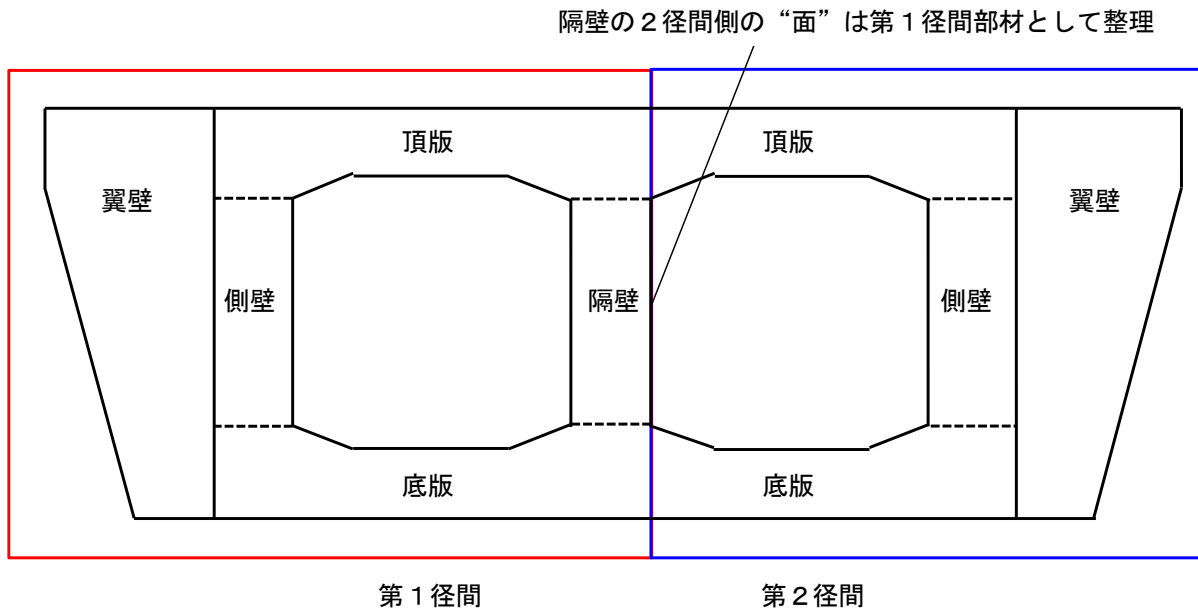 隔壁の２径間側の“面”は第１径間部材として整理
頂版
頂版
翼壁
翼壁
側壁
隔壁
側壁
底版
底版
第１径間
第２径間